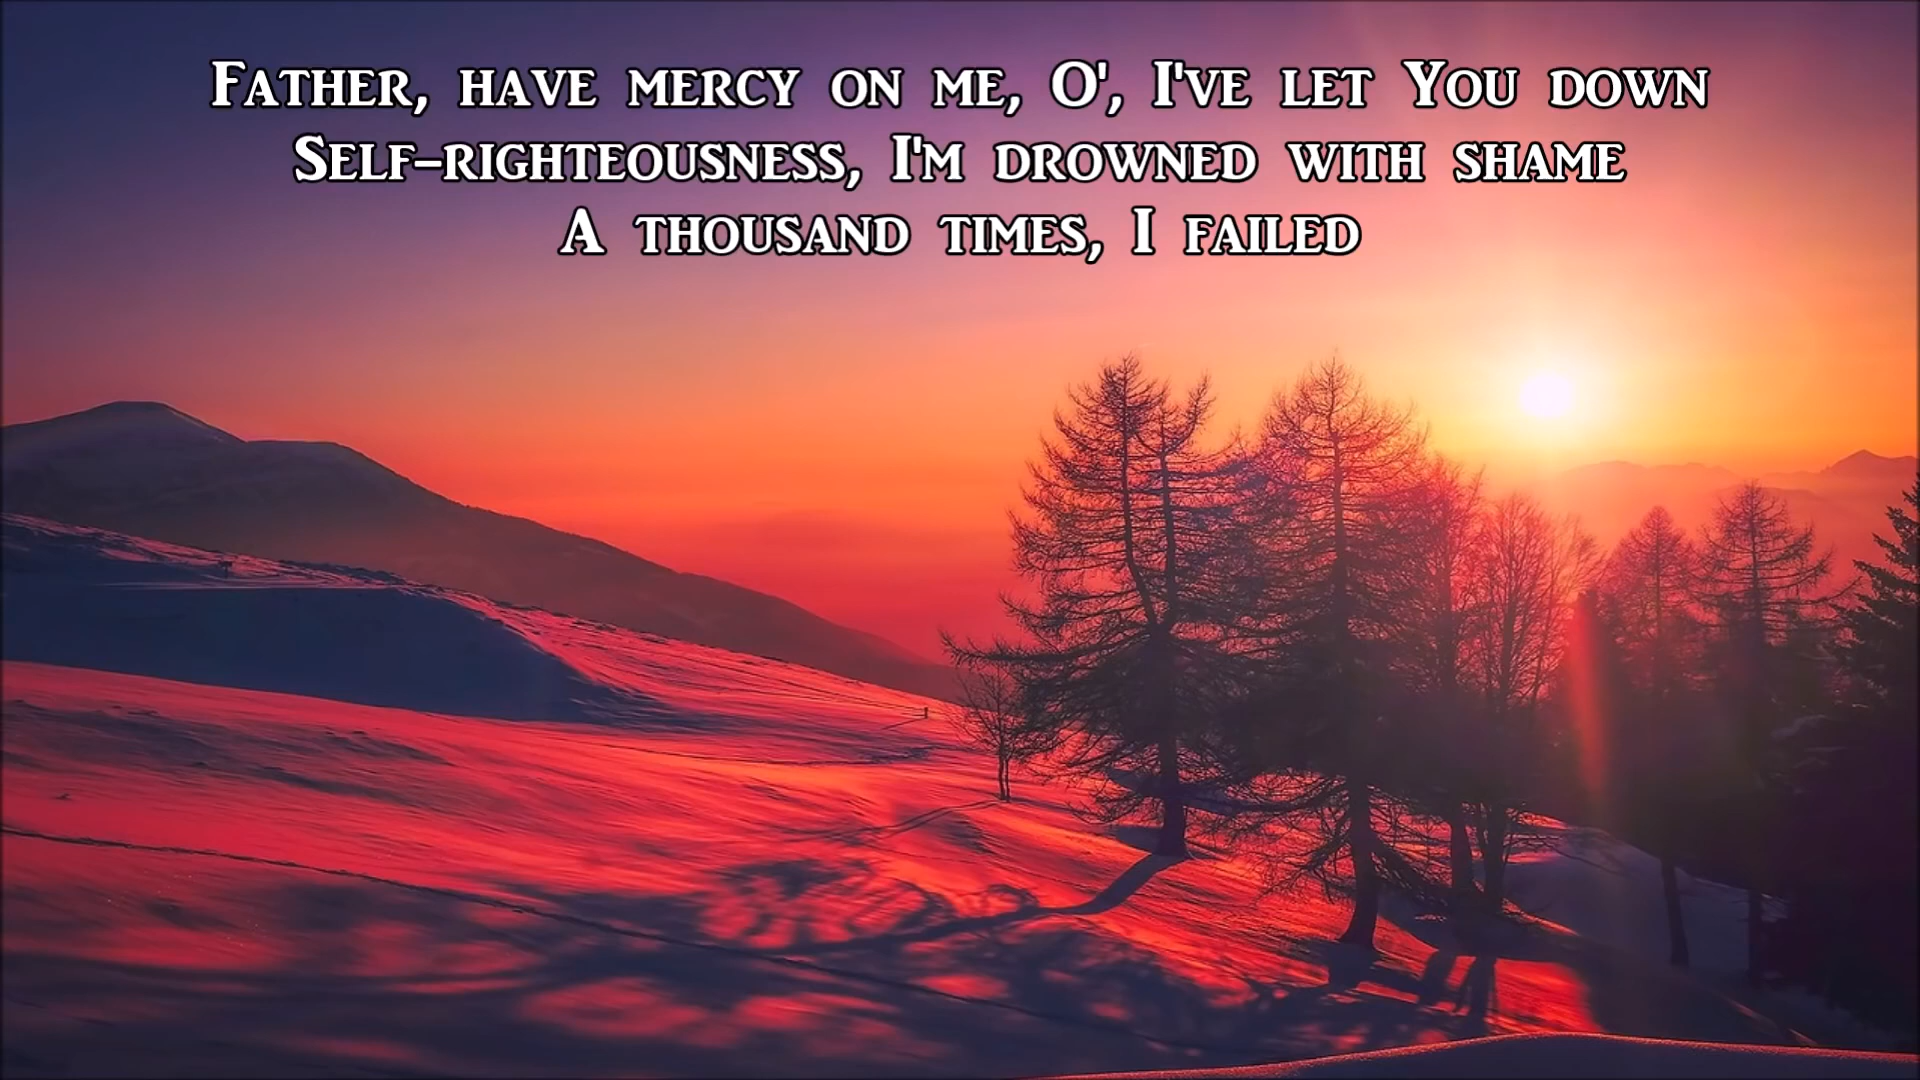 Father, have mercy on me, O', I've let You down
Self-righteousness, I'm drowned with shame
A thousand times, I failed